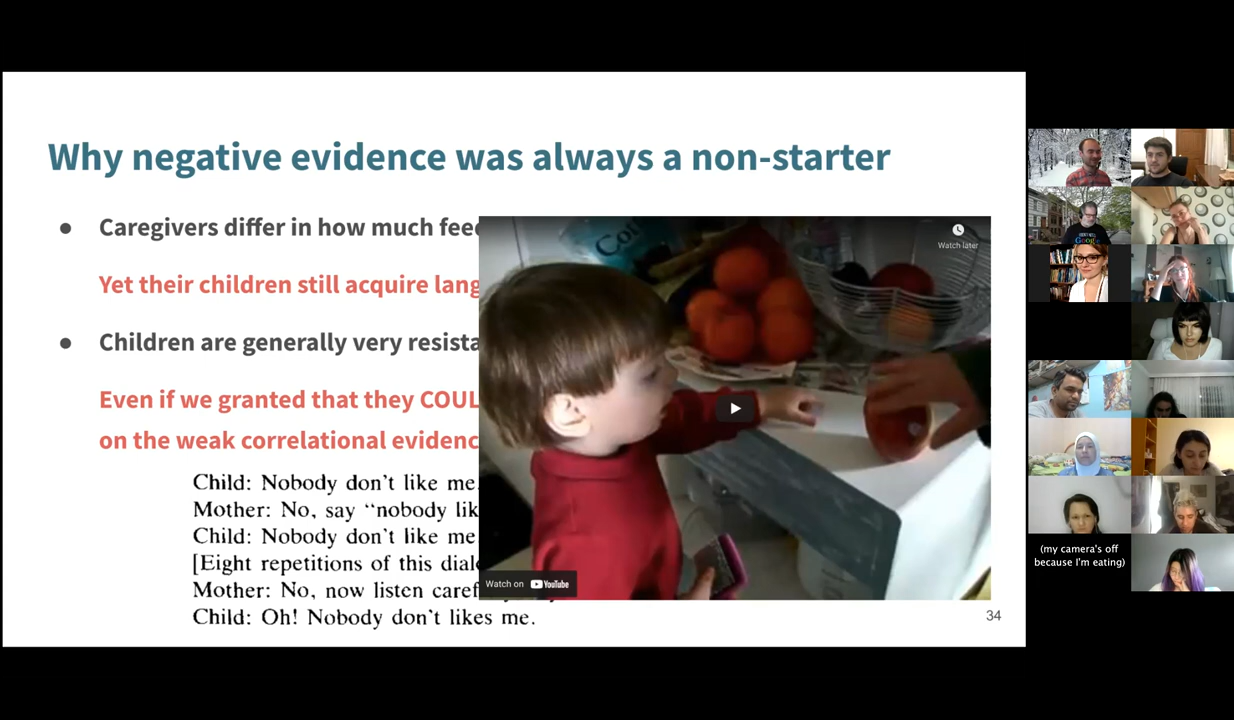 Why negative evidence was always a non-starter
● Caregivers differ in how much fee
Yet their children still acquire lang
● Children are generally very resista
Even if we granted that they COUL
on the weak correlational evidenc
Child: Nobody don't like me.
Mother: No, say "nobody lik
Child: Nobody don't like me.
[Eight repetitions of this dial
Mother: No, now listen caref
Child: Oh! Nobody don't likes me.
Watch later
Watch on YouTube
34
Google
(my camera's off
because I'm eating)